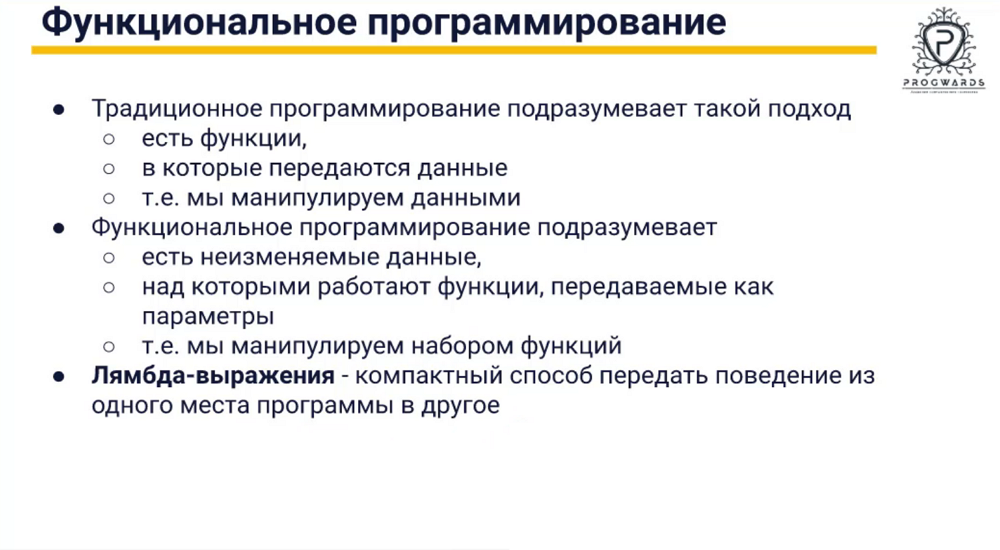 Функциональное программирование
PROGWARDS
● Традиционное программирование подразумевает такой подход
○ есть функции,
○ в которые передаются данные
○ т.е. мы манипулируем данными
● Функциональное программирование подразумевает
○ есть неизменяемые данные,
○ над которыми работают функции, передаваемые как
параметры
○ т.е. мы манипулируем набором функций
● Лямбда-выражения - компактный способ передать поведение из
одного места программы в другое